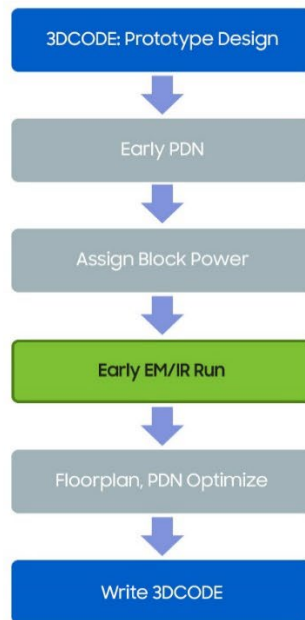 3DCODE: Prototype Design
Early PDN
Assign Block Power
Early EM/IR Run
Floorplan, PDN Optimize
Write 3DCODE